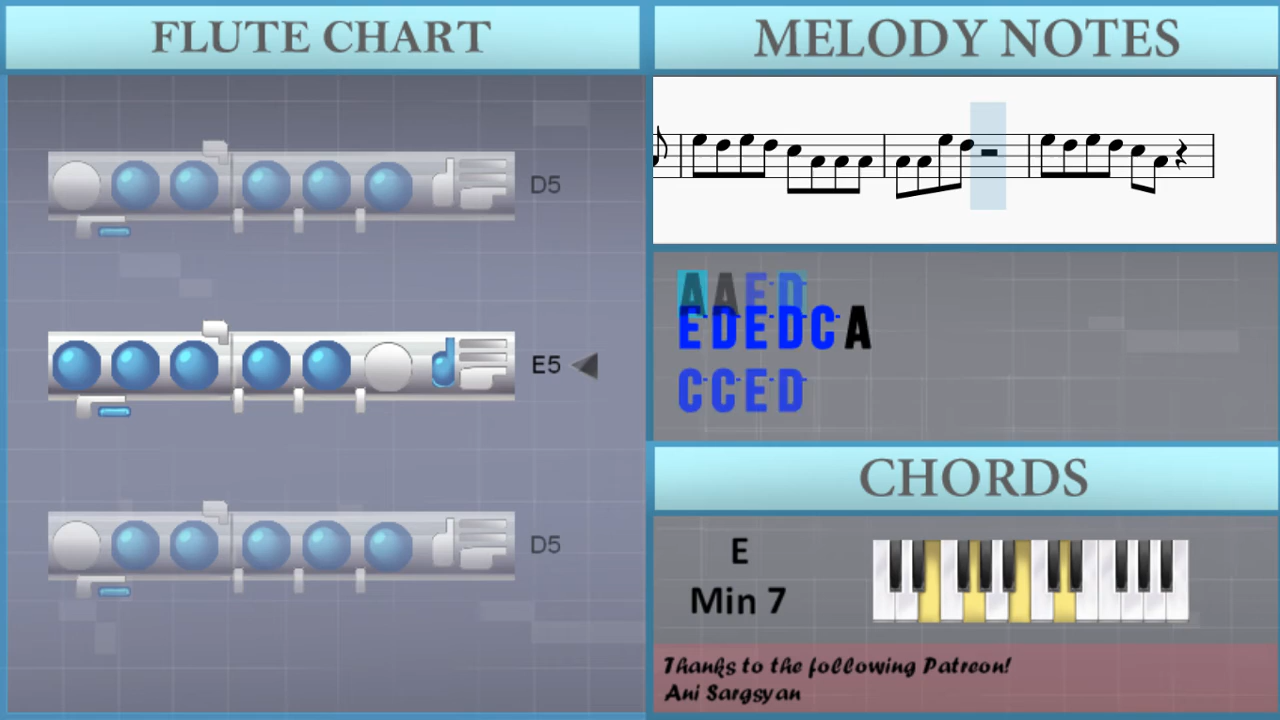 FLUTE CHART
D5
E5
D5
MELODY NOTES
AAED
EDEDCA
CCED
CHORDS
E
Min 7
Thanks to the following Patreon!
Ani Sargsyan